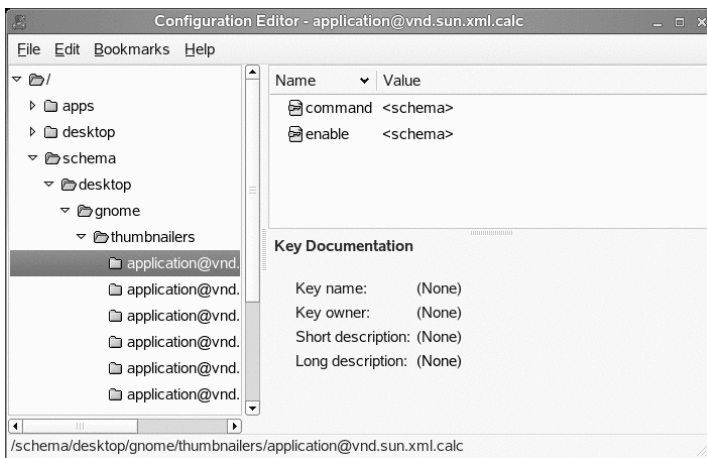 Configuration Editor - application@vnd.sun.xml.calc
File Edit Bookmarks Help
/
apps
desktop
schema
desktop
gnome
thumbnailers
application@vnd.
application@vnd.
application@vnd.
application@vnd.
application@vnd.
application@vnd.
Name Value
command <schema>
enable <schema>
Key Documentation
Key name: (None)
Key owner: (None)
Short description: (None)
Long description: (None)
/schema/desktop/gnome/thumbnailers/application@vnd.sun.xml.calc